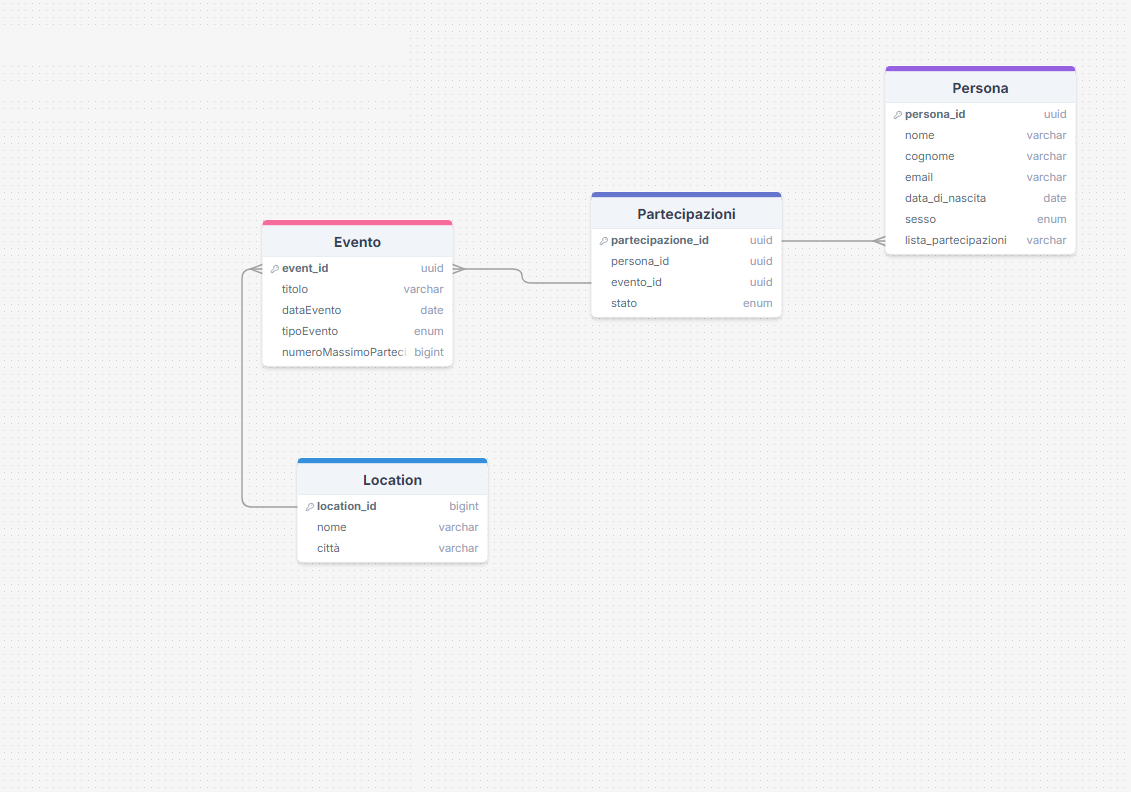 Persona
persona_id uuid
nome varchar
cognome varchar
email varchar
data_di_nascita date
sesso enum
lista_partecipazioni varchar
Partecipazioni
partecipazione_id uuid
persona_id uuid
evento_id uuid
stato enum
Evento
event_id uuid
titolo varchar
dataEvento date
tipoEvento enum
numeroMassimoParteci bigint
Location
location_id bigint
nome varchar
città varchar